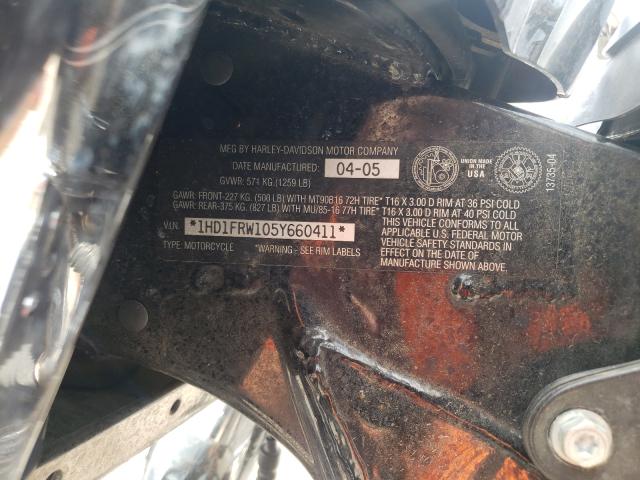 MFG BY HARLEY-DAVIDSON MOTOR COMPANY
DATE MANUFACTURED: 04-05
GVWR: 571 KG (1259 LB)
UNION MADE IN THE USA
13735-04
GAWR: FRONT-227 KG (500 LB) WITH MT90B16 72H TIRE* T16 X 3.00 D RIM AT 36 PSI COLD
GAWR: REAR-375 KG (827 LB) WITH MU/85-16 77H TIRE* T16 X 3.00 D RIM AT 40 PSI COLD
V.I.N. *1HD1FRW105Y660411*
TYPE: MOTORCYCLE *WARNING - SEE RIM LABELS
THIS VEHICLE CONFORMS TO ALL
APPLICABLE U.S. FEDERAL MOTOR
VEHICLE SAFETY STANDARDS IN
EFFECT ON THE DATE OF
MANUFACTURE SHOWN ABOVE.